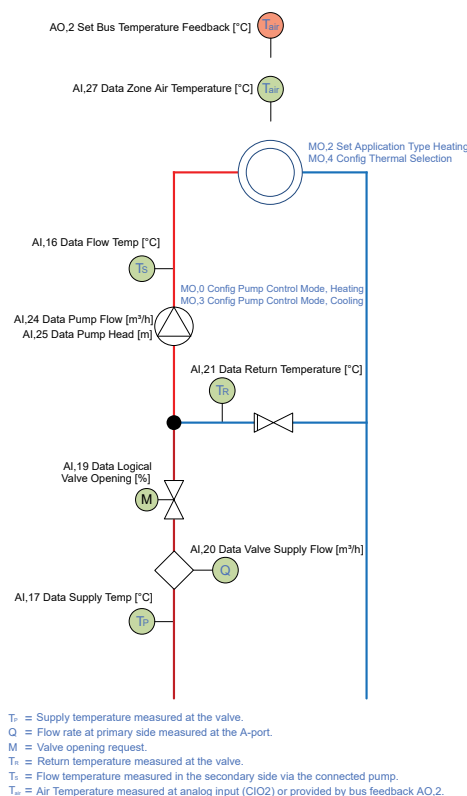 AO,2 Set Bus Temperature Feedback [°C]
Tair
AI,27 Data Zone Air Temperature [°C]
Tair
MO,2 Set Application Type Heating
MO,4 Config Thermal Selection
AI,16 Data Flow Temp [°C]
Ts
MO,0 Config Pump Control Mode, Heating
MO,3 Config Pump Control Mode, Cooling
AI,24 Data Pump Flow [m³/h]
AI,25 Data Pump Head [m]
AI,21 Data Return Temperature [°C]
TR
AI,19 Data Logical
Valve Opening [%]
M
AI,20 Data Valve Supply Flow [m³/h]
Q
AI,17 Data Supply Temp [°C]
TP
TP = Supply temperature measured at the valve.
Q = Flow rate at primary side measured at the A-port.
M = Valve opening request.
TR = Return temperature measured at the valve.
Ts = Flow temperature measured in the secondary side via the connected pump.
Tair = Air Temperature measured at analog input (CIO2) or provided by bus feedback AO,2.